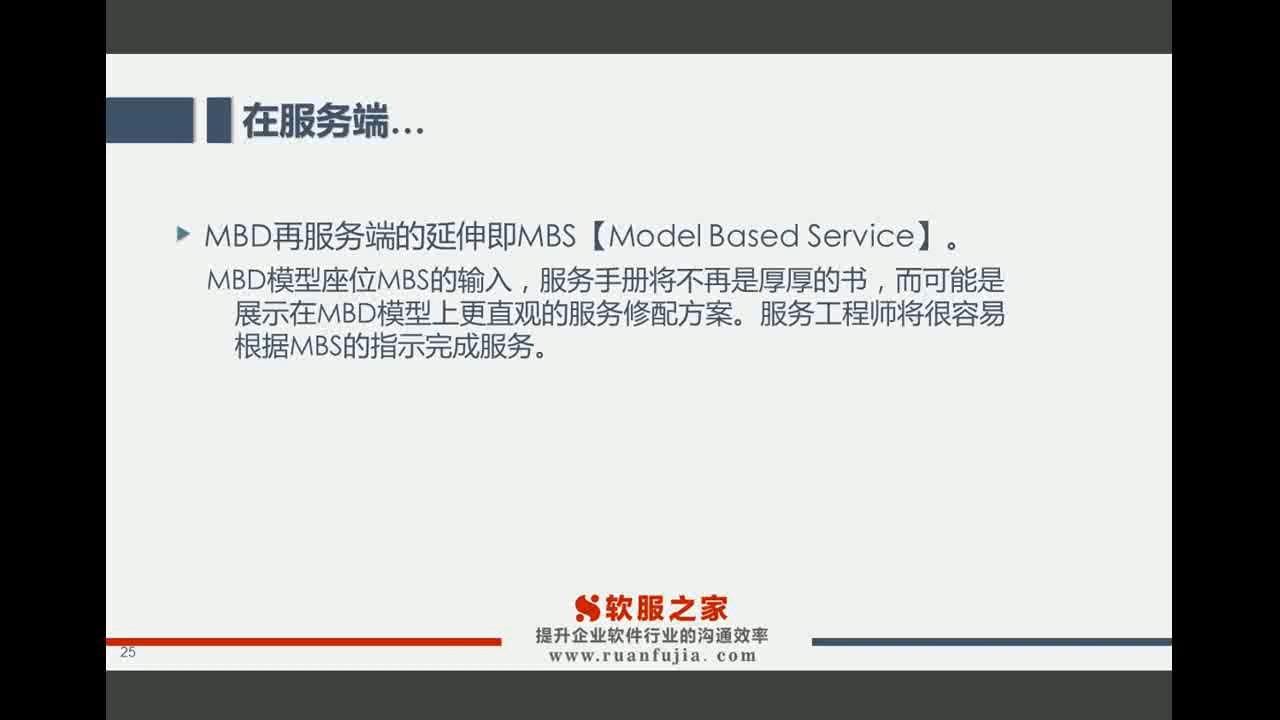 在服务端…
MBD再服务端的延伸即MBS【Model Based Service】。
MBD模型座位MBS的输入，服务手册将不再是厚厚的书，而可能是
展示在MBD模型上更直观的服务修配方案。服务工程师将很容易
根据MBS的指示完成服务。
软服之家
提升企业软件行业的沟通效率
www.ruanfujia. com
25